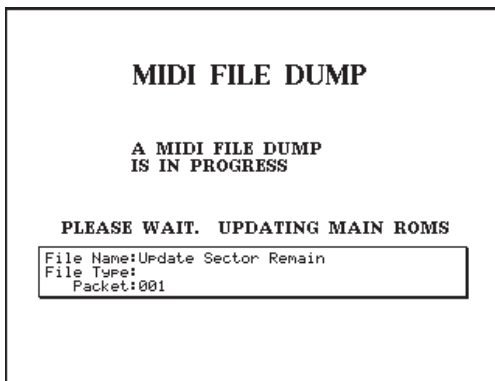 MIDI FILE DUMP
A MIDI FILE DUMP
IS IN PROGRESS
PLEASE WAIT. UPDATING MAIN ROMS
File Name:Update Sector Remain
File Type:
Packet:001